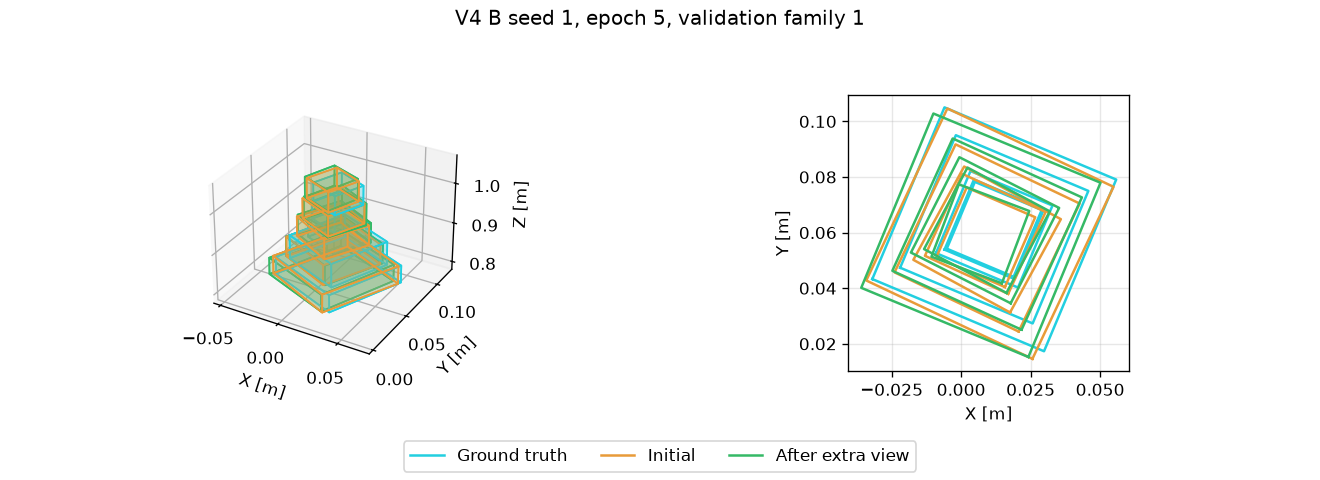 V4 B seed 1, epoch 5, validation family 1
1.0
0.9
0.8
Z [m]
−0.05
0.00
0.05
X [m]
0.00
0.05
0.10
Y [m]
0.10
0.08
0.06
0.04
0.02
Y [m]
−0.025
0.000
0.025
0.050
X [m]
Ground truth
Initial
After extra view